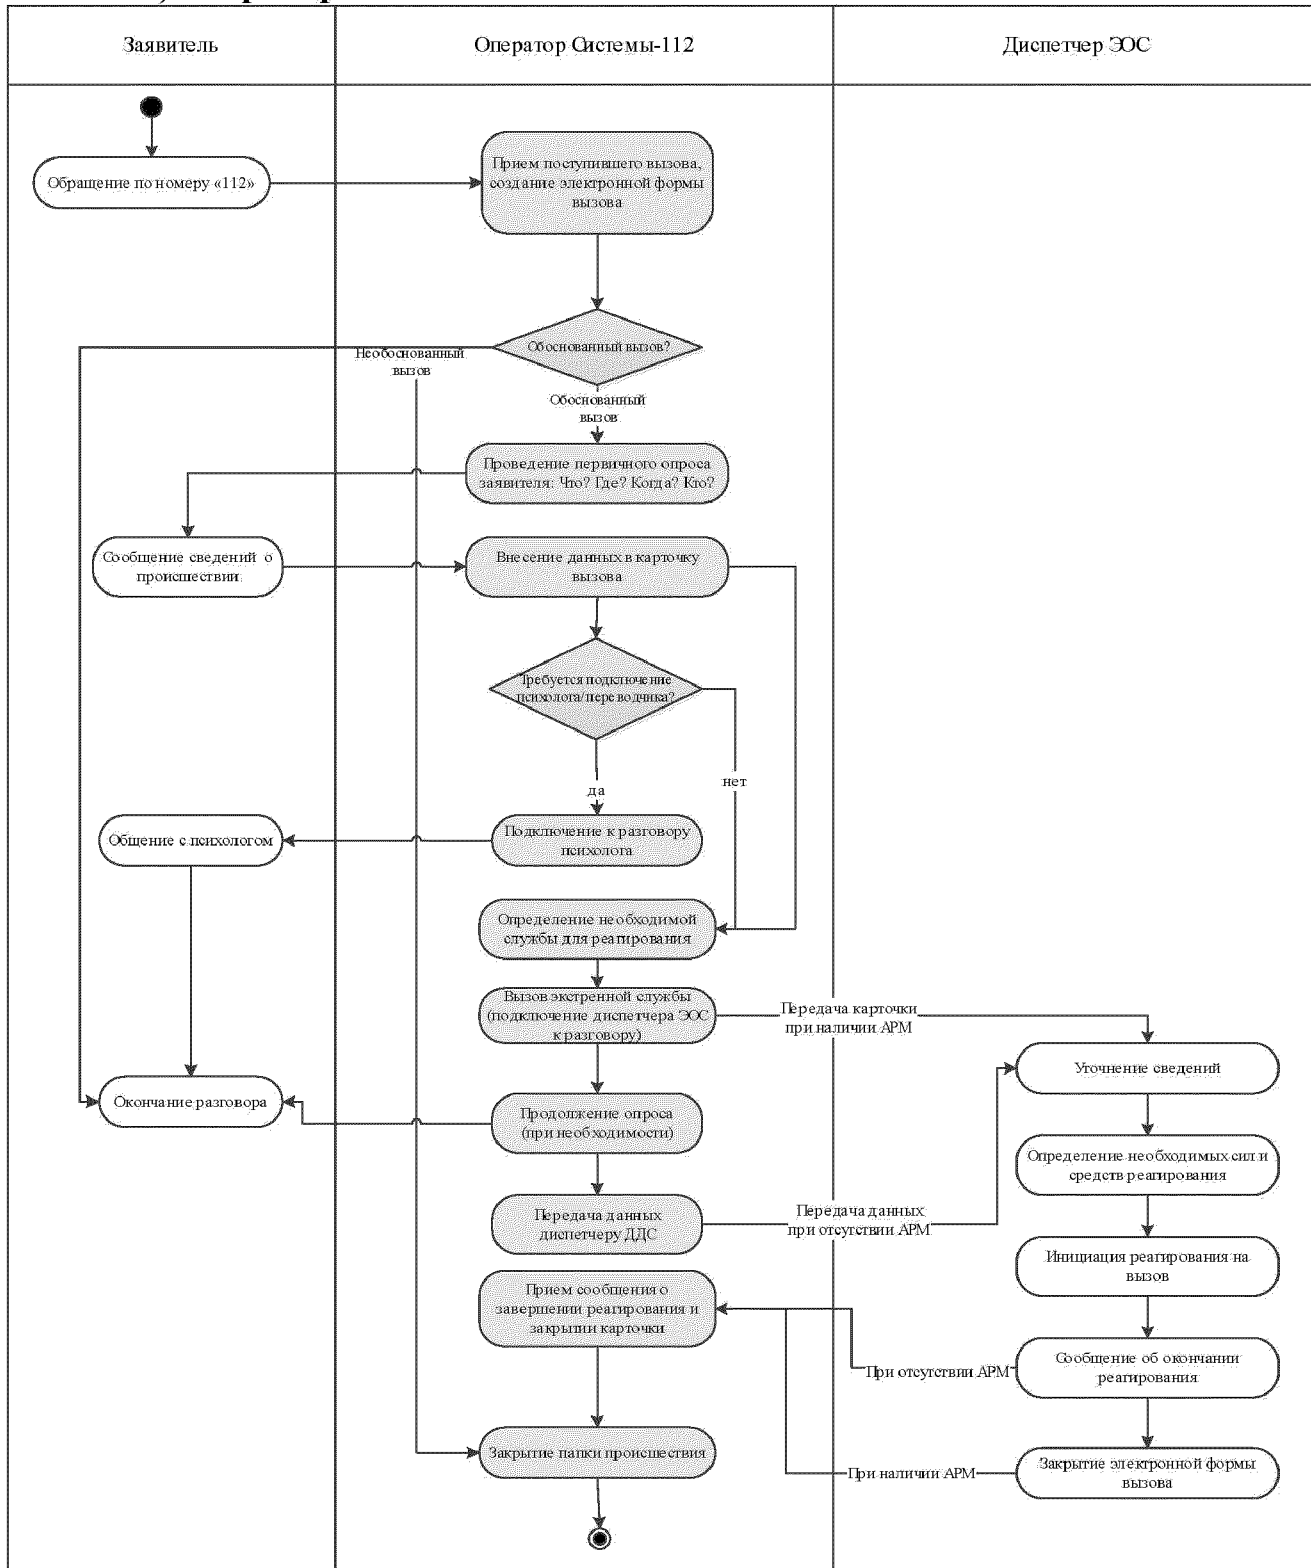 Заявитель
Оператор Системы-112
Диспетчер ЭОС
Обращение по номеру «112»
Прием поступившего вызова,
создание электронной формы
вызова
Обоснованный вызов?
Необоснованный
вызов
Обоснованный
вызов
Проведение первичного опроса
заявителя: Что? Где? Когда? Кто?
Сообщение сведений о
происшествии
Внесение данных в карточку
вызова
Требуется подключение
психолога/переводчика?
нет
да
Общение с психологом
Подключение к разговору
психолога
Определение необходимой
службы для реагирования
Вызов экстренной службы
(подключение диспетчера ЭОС
к разговору)
Передача карточки
при наличии АРМ
Уточнение сведений
Окончание разговора
Продолжение опроса
(при необходимости)
Определение необходимых сил и
средств реагирования
Передача данных
диспетчеру ДДС
Передача данных
при отсутствии АРМ
Инициация реагирования на
вызов
Прием сообщения о
завершении реагирования и
закрытии карточки
При отсутствии АРМ
Сообщение об окончании
реагирования
Закрытие папки происшествия
При наличии АРМ
Закрытие электронной формы
вызова